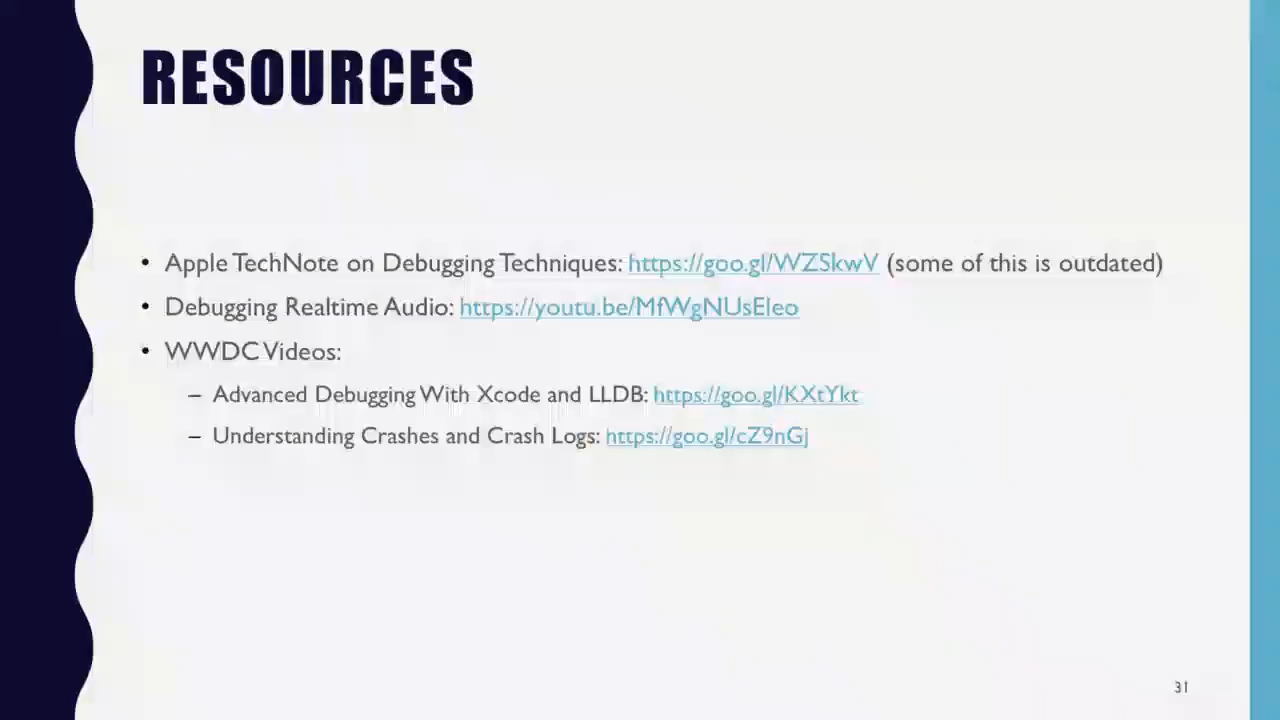 RESOURCES
• Apple TechNote on Debugging Techniques: https://goo.gl/WZSkwV (some of this is outdated)
• Debugging Realtime Audio: https://youtu.be/MfWgNUsEleo
• WWDC Videos:
– Advanced Debugging With Xcode and LLDB: https://goo.gl/KXtYkt
– Understanding Crashes and Crash Logs: https://goo.gl/cZ9nGj
31